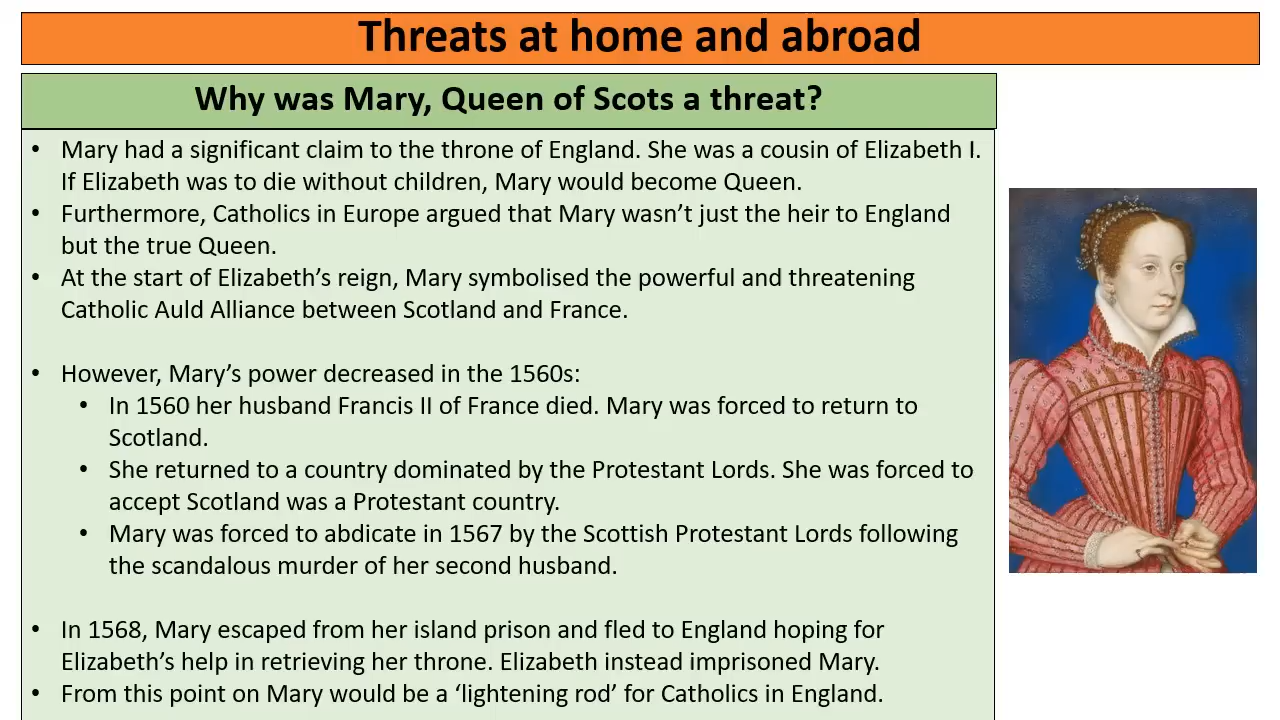 Threats at home and abroad
Why was Mary, Queen of Scots a threat?
• Mary had a significant claim to the throne of England. She was a cousin of Elizabeth I.
If Elizabeth was to die without children, Mary would become Queen.
• Furthermore, Catholics in Europe argued that Mary wasn’t just the heir to England
but the true Queen.
• At the start of Elizabeth’s reign, Mary symbolised the powerful and threatening
Catholic Auld Alliance between Scotland and France.
• However, Mary’s power decreased in the 1560s:
• In 1560 her husband Francis II of France died. Mary was forced to return to
Scotland.
• She returned to a country dominated by the Protestant Lords. She was forced to
accept Scotland was a Protestant country.
• Mary was forced to abdicate in 1567 by the Scottish Protestant Lords following
the scandalous murder of her second husband.
• In 1568, Mary escaped from her island prison and fled to England hoping for
Elizabeth’s help in retrieving her throne. Elizabeth instead imprisoned Mary.
• From this point on Mary would be a ‘lightening rod’ for Catholics in England.